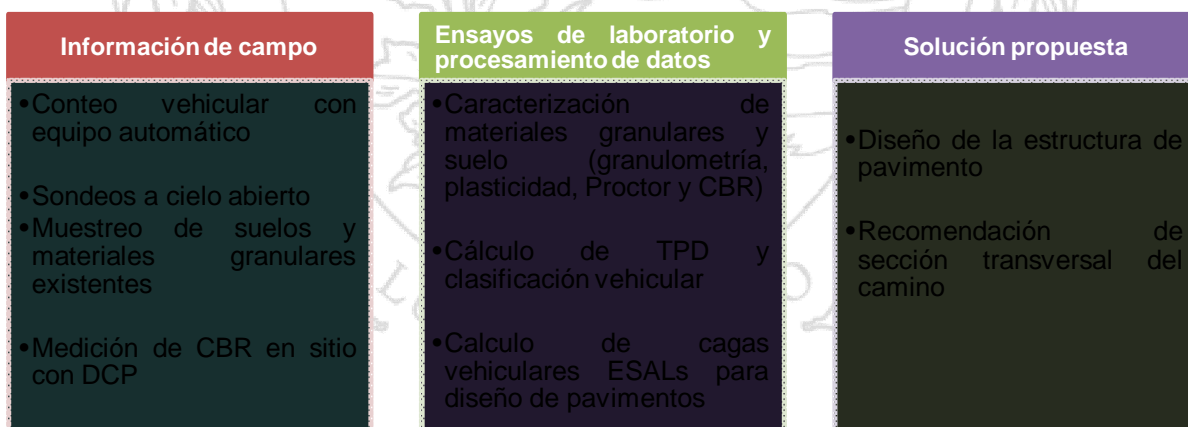 Información de campo
•Conteo vehicular con
equipo automático
•Sondeos a cielo abierto
•Muestreo de suelos y
materiales granulares
existentes
•Medición de CBR en sitio
con DCP
Ensayos de laboratorio y
procesamiento de datos
•Caracterización de
materiales granulares y
suelo (granulometría,
plasticidad, Proctor y CBR)
•Cálculo de TPD y
clasificación vehicular
•Calculo de cagas
vehiculares ESALs para
diseño de pavimentos
Solución propuesta
•Diseño de la estructura de
pavimento
•Recomendación de
sección transversal del
camino